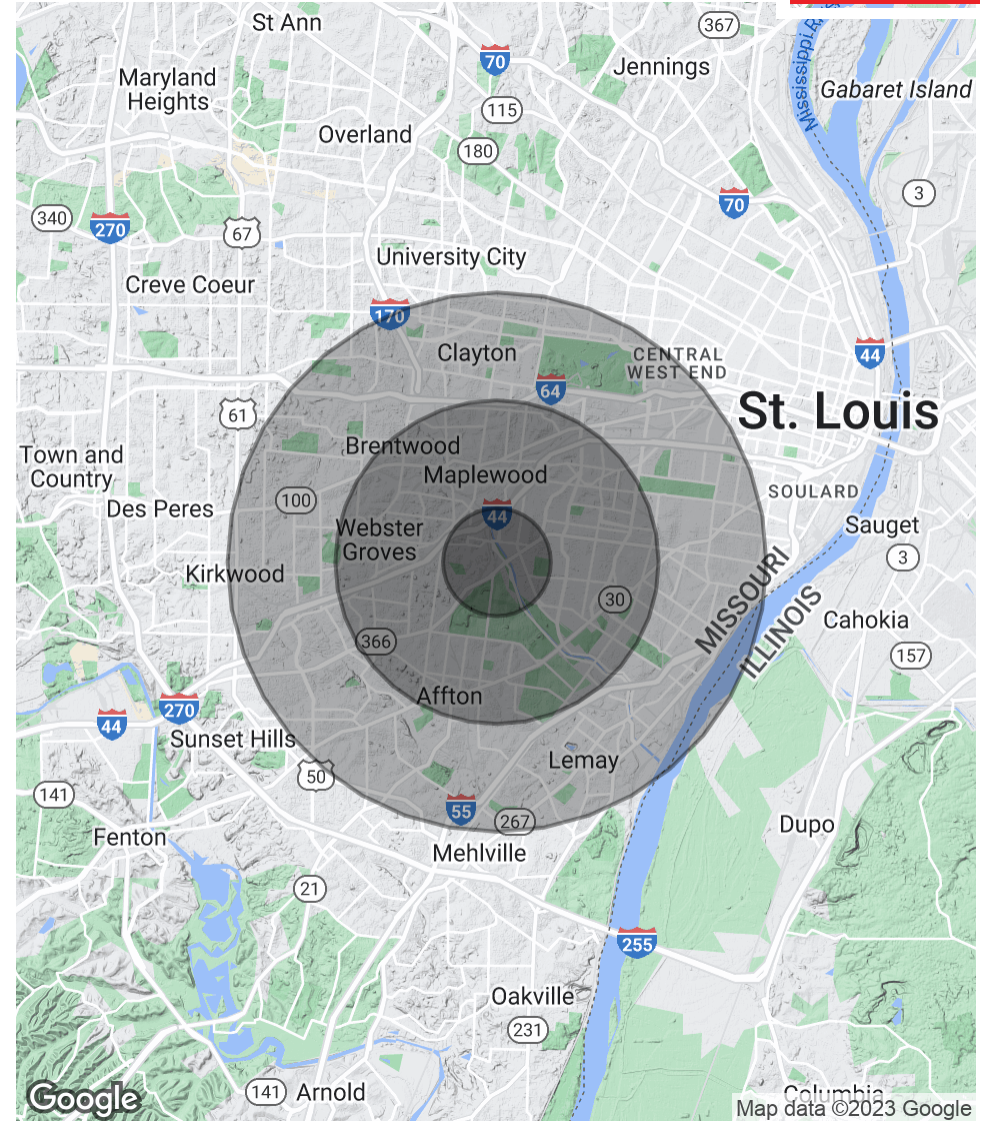 St Ann
367
70
Jennings
Maryland
Heights
Mississippi R
Gabaret Island
115
Overland
180
3
340
270
67
70
University City
Creve Coeur
170
Clayton
CENTRAL
WEST END
44
64
61
St. Louis
Brentwood
Town and
Country
Maplewood
100
SOULARD
Des Peres
44
Webster
Groves
Sauget
3
Kirkwood
MISSOURI
ILLINOIS
30
Cahokia
366
157
Affton
270
44
Sunset Hills
Lemay
50
141
55
267
Fenton
Dupo
Mehlville
21
255
Oakville
231
141
Arnold
Columbia
Google
Map data ©2023 Google